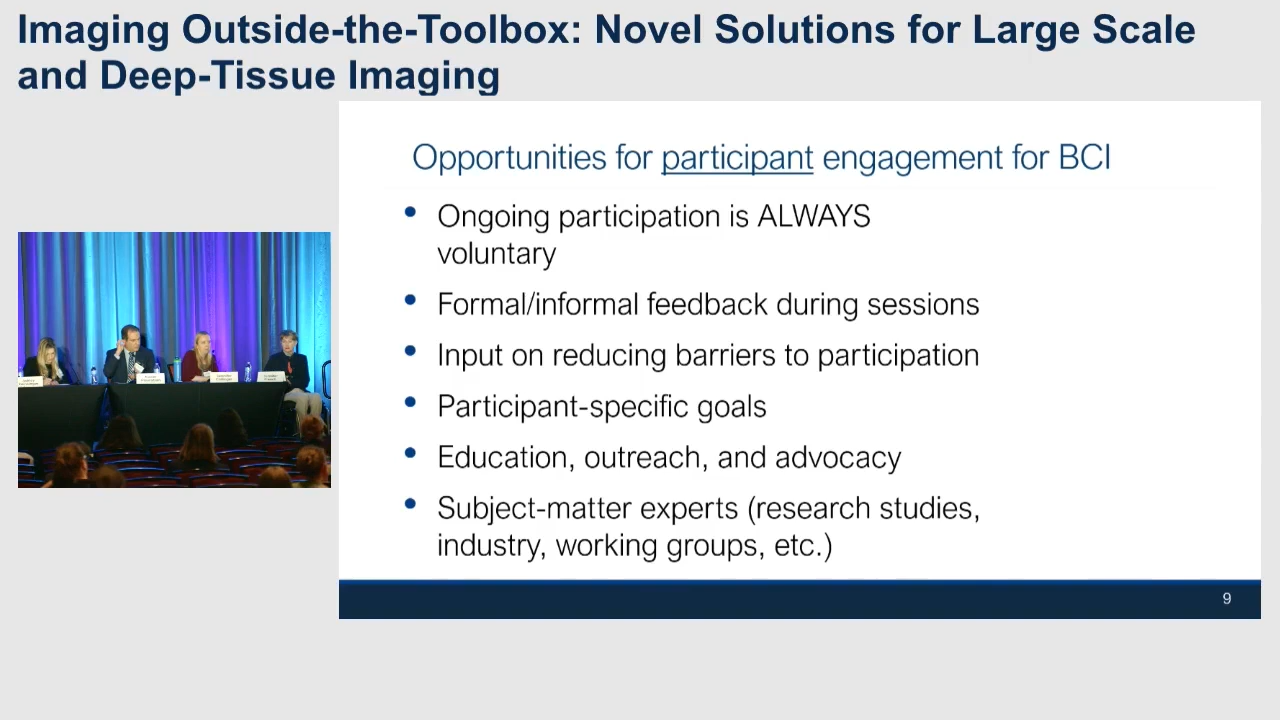 Imaging Outside-the-Toolbox: Novel Solutions for Large Scale
and Deep-Tissue Imaging
Opportunities for participant engagement for BCI
Ongoing participation is ALWAYS
voluntary
Formal/informal feedback during sessions
Input on reducing barriers to participation
Participant-specific goals
Education, outreach, and advocacy
Subject-matter experts (research studies,
industry, working groups, etc.)
9